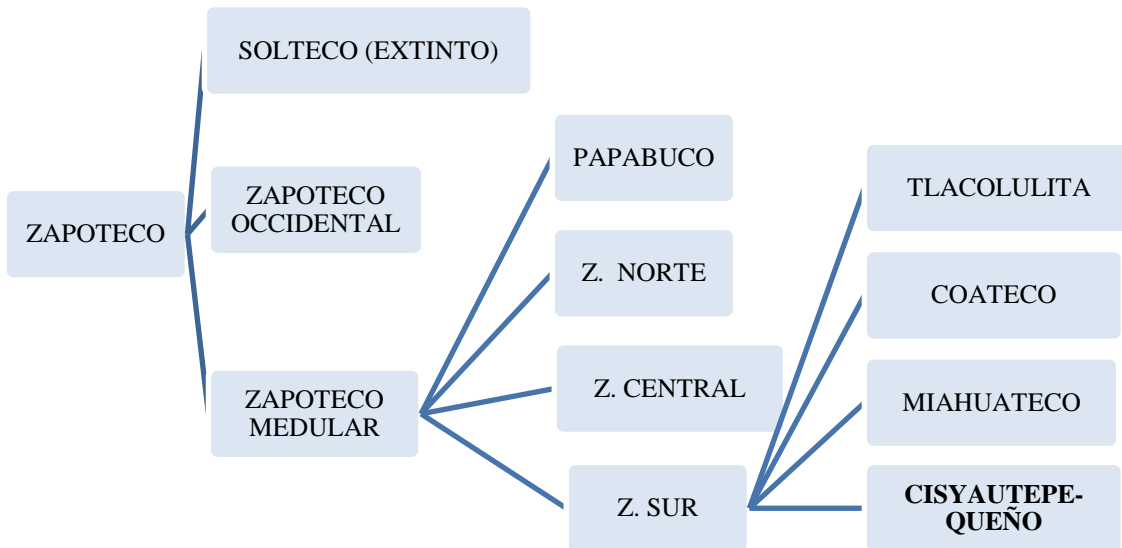 ZAPOTECO
SOLTECO (EXTINTO)
ZAPOTECO
OCCIDENTAL
ZAPOTECO
MEDULAR
PAPABUCO
Z. NORTE
Z. CENTRAL
Z. SUR
TLACOLULITA
COATECO
MIAHUATECO
CISYAUTEPE-
QUEÑO